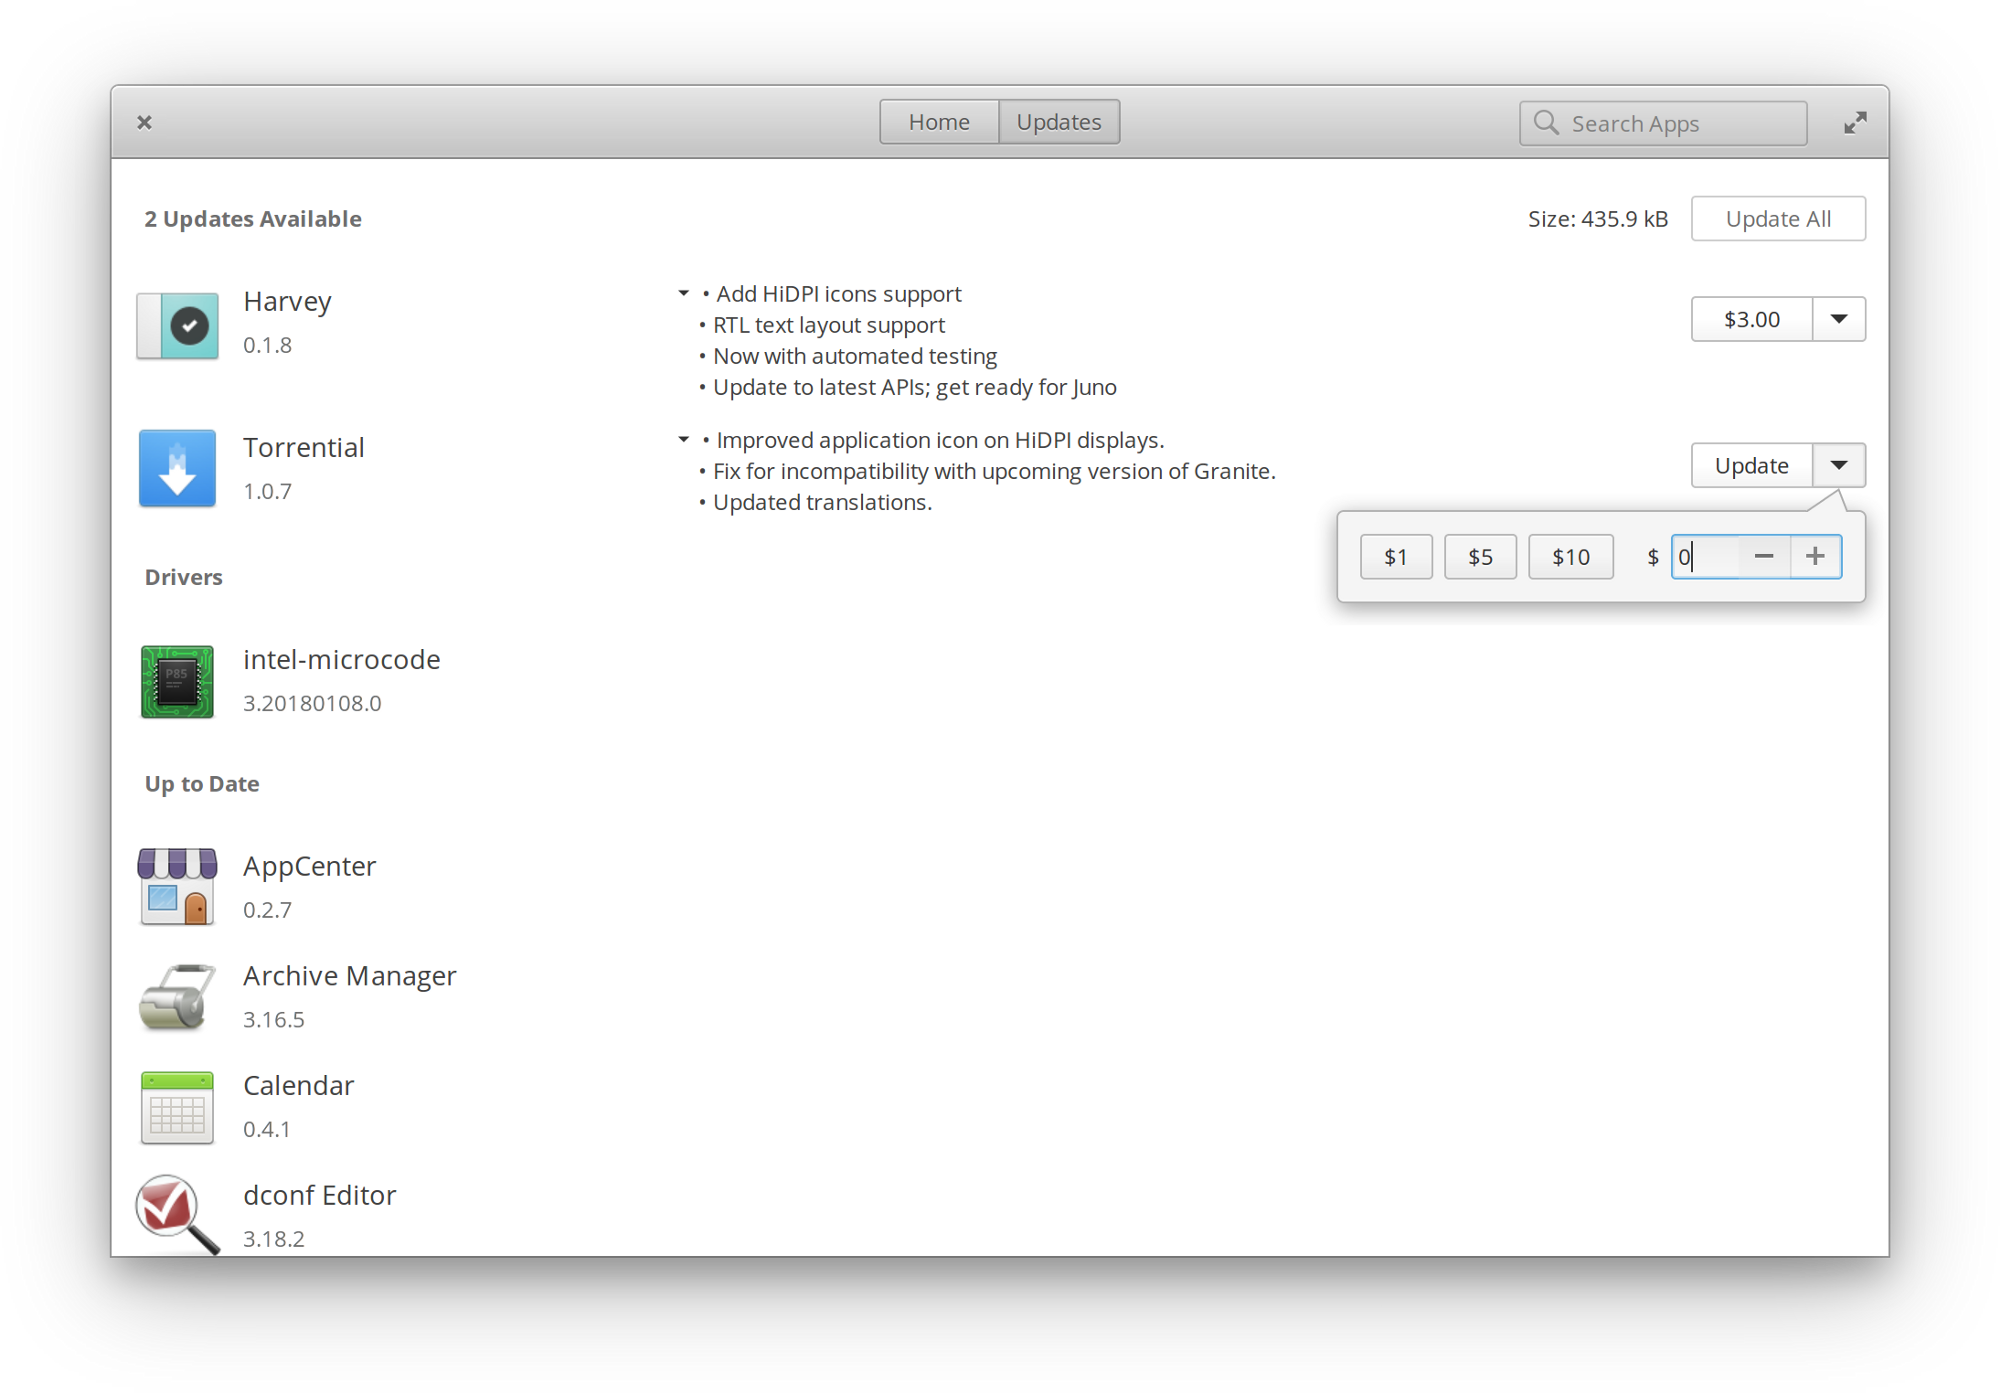 Home
Updates
Search Apps
2 Updates Available
Size: 435.9 kB
Update All
Harvey
0.1.8
• Add HiDPI icons support
• RTL text layout support
• Now with automated testing
• Update to latest APIs; get ready for Juno
$3.00
Torrential
1.0.7
• Improved application icon on HiDPI displays.
• Fix for incompatibility with upcoming version of Granite.
• Updated translations.
Update
$1
$5
$10
$ 0
Drivers
P85
intel-microcode
3.20180108.0
Up to Date
AppCenter
0.2.7
Archive Manager
3.16.5
Calendar
0.4.1
dconf Editor
3.18.2